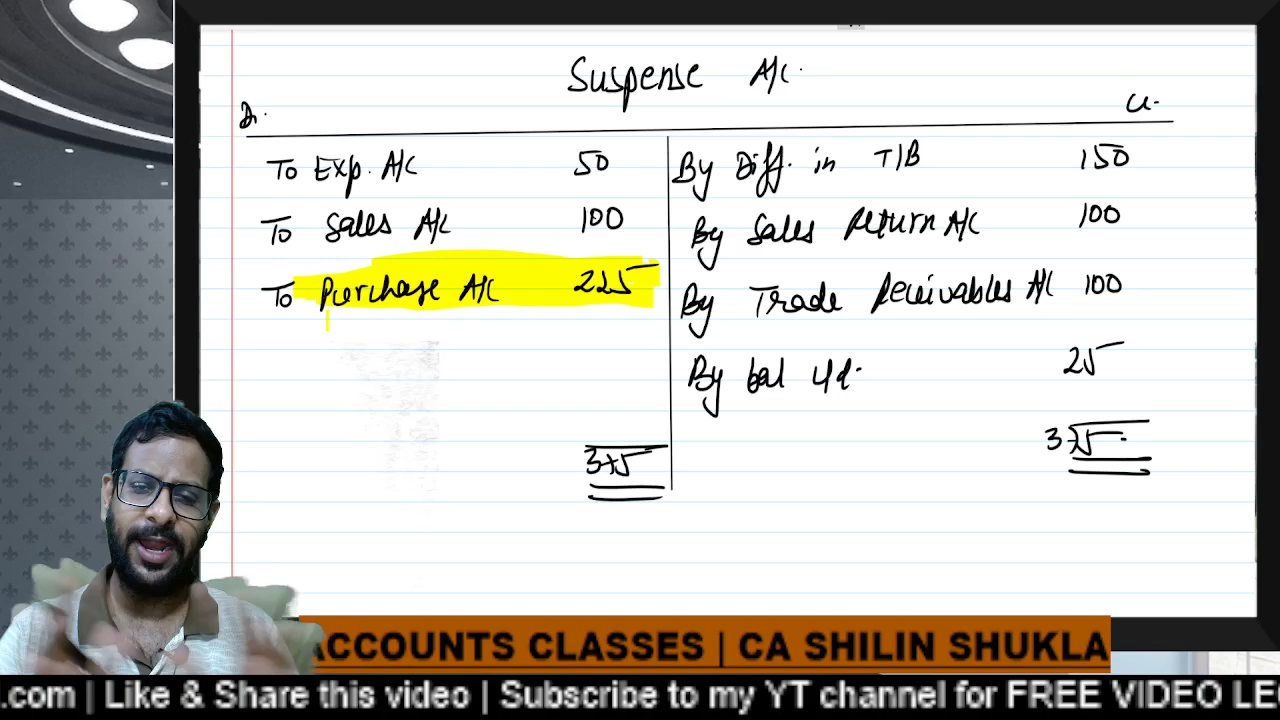 Suspense A/c.
Dr.
Cr.
To Exp. A/c 50
By Diff. in T/B 150
To Sales A/c 100
By Sales Return A/c 100
To Purchase A/c 225
By Trade Receivables A/c 100
By bal c/d. 25
375
375
ACCOUNTS CLASSES | CA SHILIN SHUKLA
.com | Like & Share this video | Subscribe to my YT channel for FREE VIDEO LE